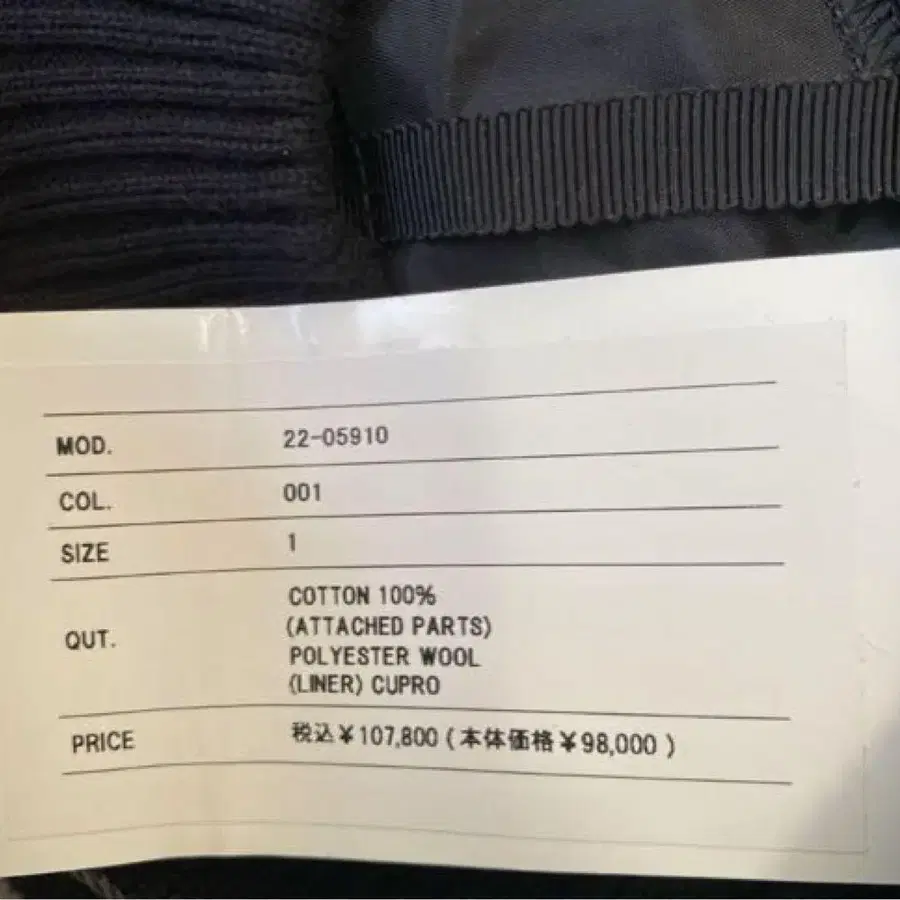 MOD. 22-05910
COL. 001
SIZE 1
QUT. COTTON 100%
(ATTACHED PARTS)
POLYESTER WOOL
(LINER) CUPRO
PRICE 税込¥107,800 (本体価格¥98,000 )